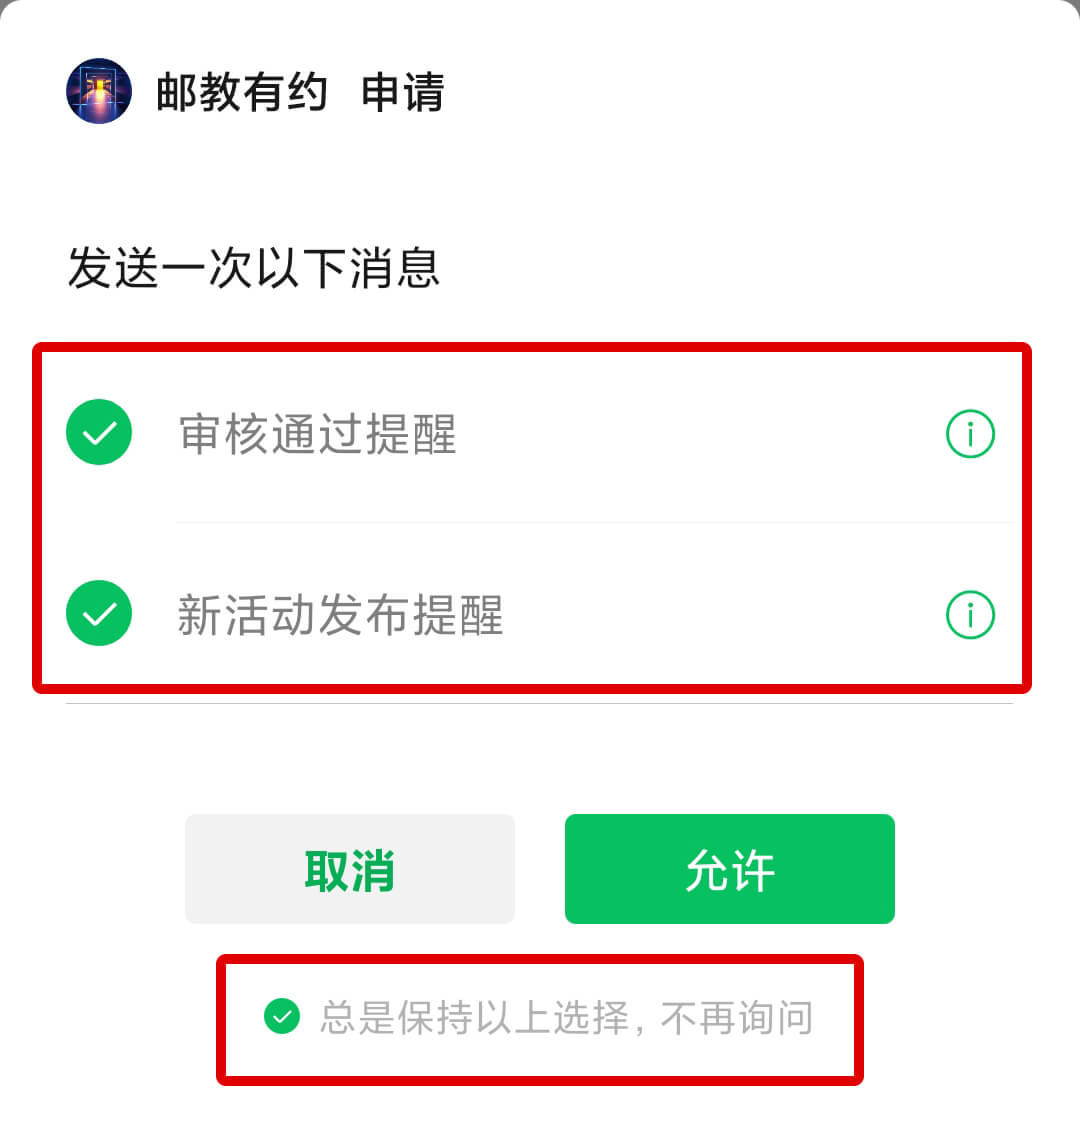 邮教有约 申请
发送一次以下消息
审核通过提醒
新活动发布提醒
取消 允许
总是保持以上选择，不再询问